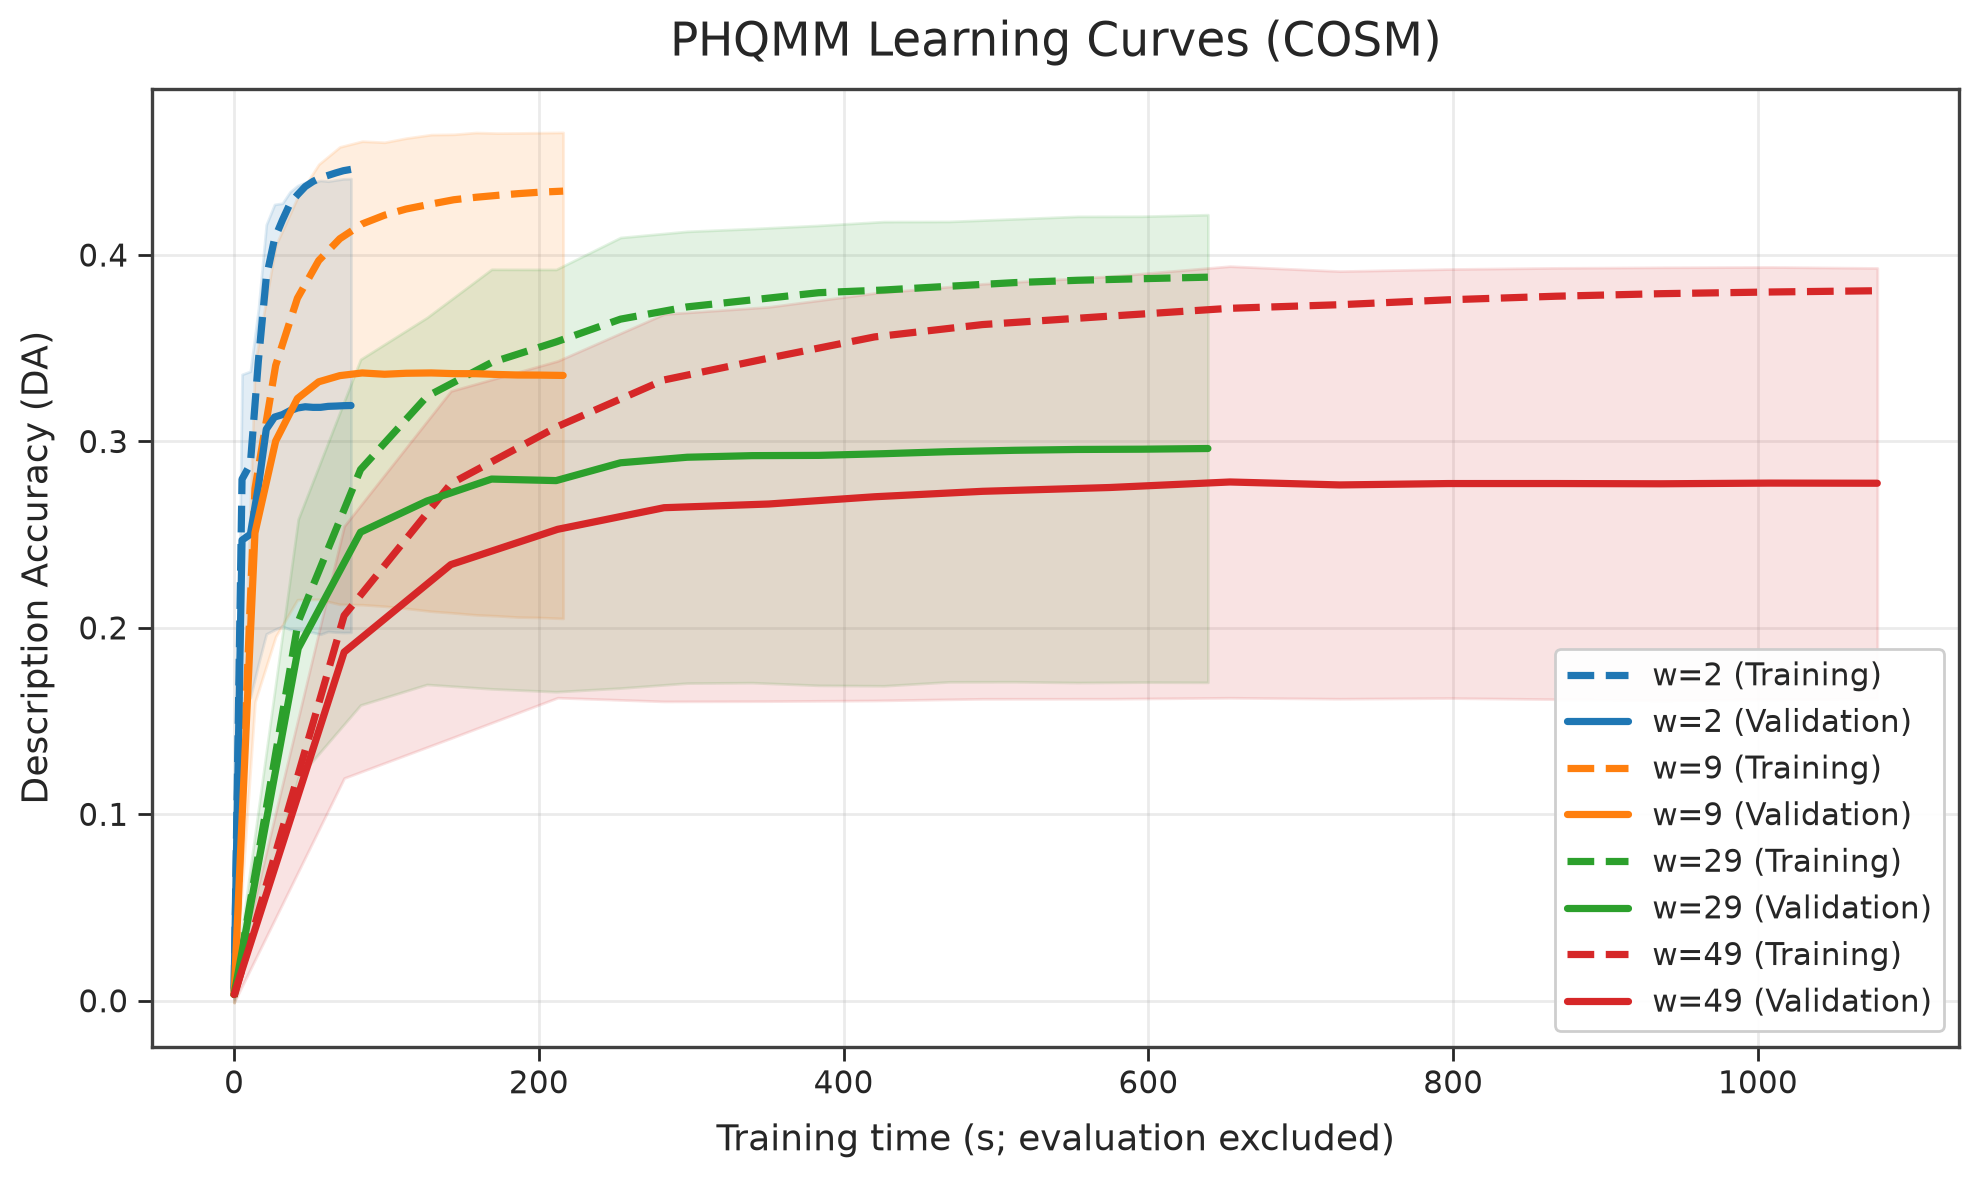 PHQMM Learning Curves (COSM)
Description Accuracy (DA)
0.4
0.3
0.2
0.1
0.0
w=2 (Training)
w=2 (Validation)
w=9 (Training)
w=9 (Validation)
w=29 (Training)
w=29 (Validation)
w=49 (Training)
w=49 (Validation)
0 200 400 600 800 1000
Training time (s; evaluation excluded)